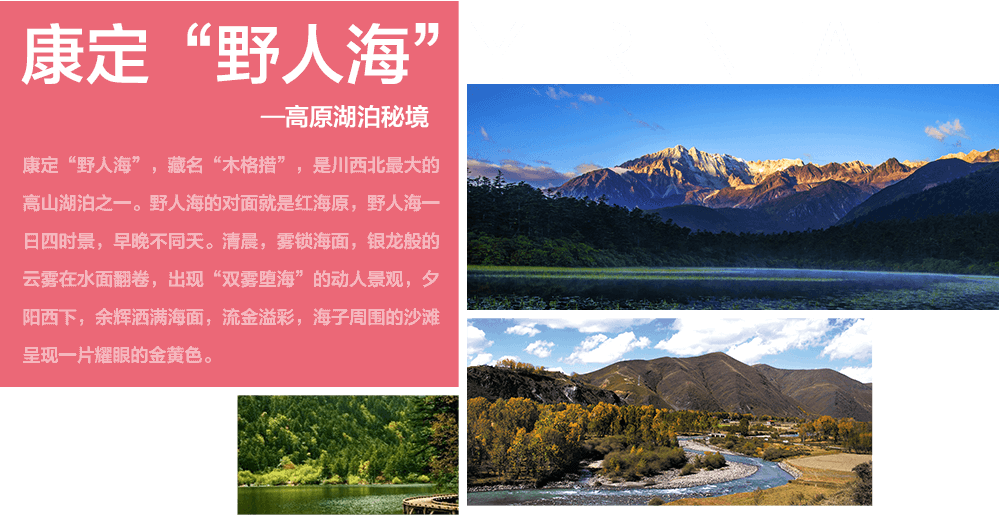 康定“野人海”
—高原湖泊秘境
康定“野人海”，藏名“木格措”，是川西北最大的
高山湖泊之一。野人海的对面就是红海原，野人海一
日四时景，早晚不同天。清晨，雾锁海面，银龙般的
云雾在水面翻卷，出现“双雾堕海”的动人景观，夕
阳西下，余辉洒满海面，流金溢彩，海子周围的沙滩
呈现一片耀眼的金黄色。